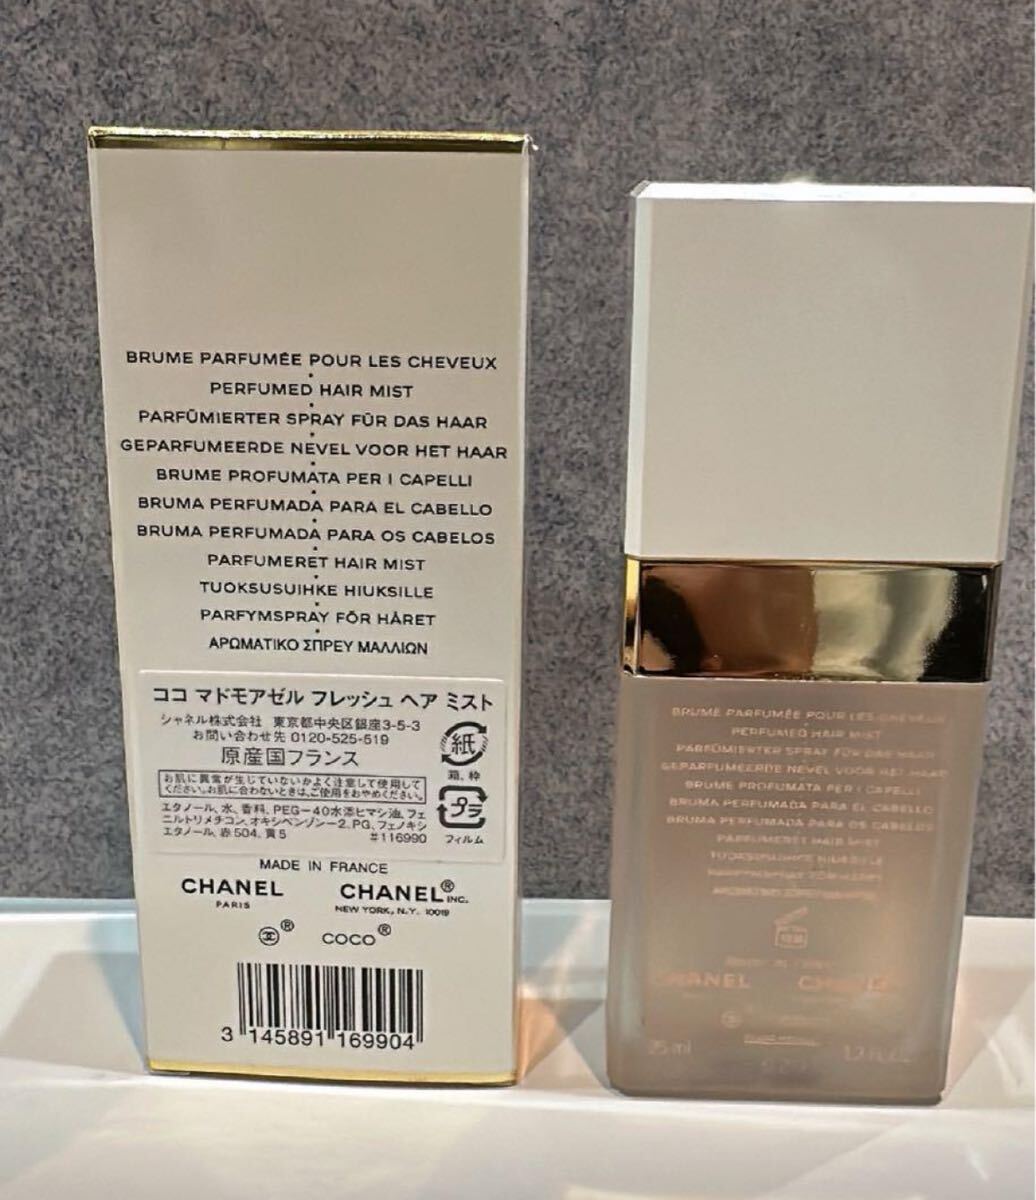 BRUME PARFUMÉE POUR LES CHEVEUX
PERFUMED HAIR MIST
PARFÜMIERTER SPRAY FÜR DAS HAAR
GEPARFUMEERDE NEVEL VOOR HET HAAR
BRUME PROFUMATA PER I CAPELLI
BRUMA PERFUMADA PARA EL CABELLO
BRUMA PERFUMADA PARA OS CABELOS
PARFUMERET HAIR MIST
TUOKSUSUIHKE HIUKSILLE
PARFYMSPRAY FÖR HÅRET
ΑΡΩΜΑΤΙΚΟ ΣΠΡΕΥ ΜΑΛΛΙΩΝ
ココ マドモアゼル フレッシュ ヘア ミスト
シャネル株式会社 東京都中央区銀座3-5-3
お問い合わせ先 0120-525-519
原産国フランス
お肌に異常が生じていないかよく注意して使用して
ください。お肌に合わないときは、ご使用をおやめください。
エタノール、水、香料、PEG-40水添ヒマシ油、フェ
ニルトリメチコン、オキシベンゾン-2、PG、フェノキシ
エタノール、赤504、黄5 #116990
紙
箱、枠
プラ
フィルム
MADE IN FRANCE
CHANEL
PARIS
CHANEL® INC.
NEW YORK, N.Y. 10019
®
COCO®
3 145891 169904
BRUME PARFUMÉE POUR LES CHEVEUX
PERFUMED HAIR MIST
PARFÜMIERTER SPRAY FÜR DAS HAAR
GEPARFUMEERDE NEVEL VOOR HET HAAR
BRUME PROFUMATA PER I CAPELLI
BRUMA PERFUMADA PARA EL CABELLO
BRUMA PERFUMADA PARA OS CABELOS
PARFUMERET HAIR MIST
TUOKSUSUIHKE HIUKSILLE
PARFYMSPRAY FÖR HÅRET
CHANEL
CHANEL
35 ml